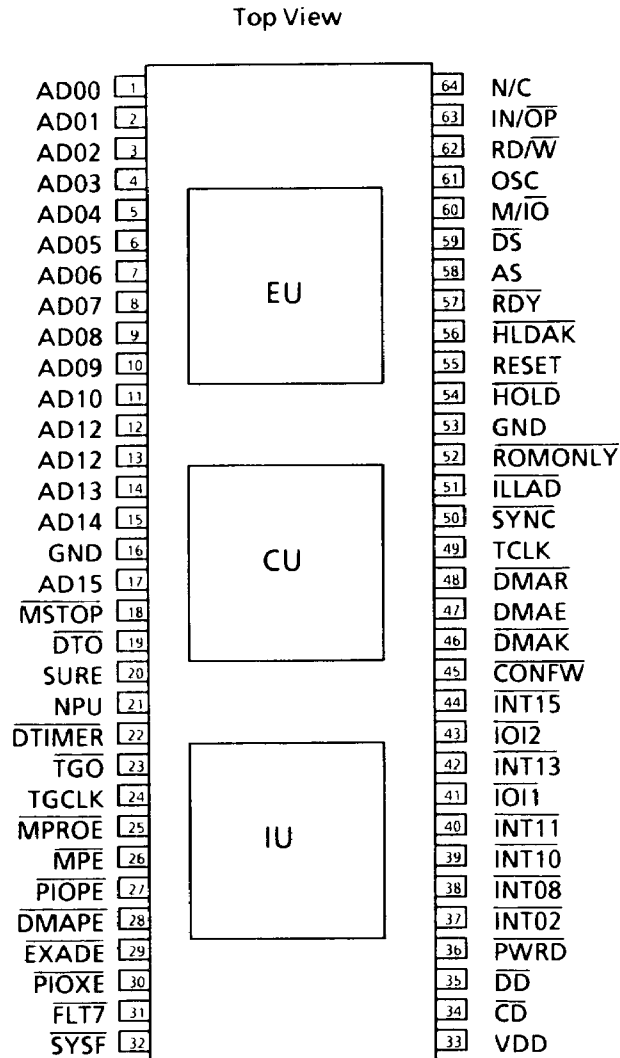 Top View
AD00 1
AD01 2
AD02 3
AD03 4
AD04 5
AD05 6
AD06 7
AD07 8
AD08 9
AD09 10
AD10 11
AD12 12
AD12 13
AD13 14
AD14 15
GND 16
AD15 17
MSTOP 18
DTO 19
SURE 20
NPU 21
DTIMER 22
TGO 23
TGCLK 24
MPROE 25
MPE 26
PIOPE 27
DMAPE 28
EXADE 29
PIOXE 30
FLT7 31
SYSF 32
EU
CU
IU
64 N/C
63 IN/OP
62 RD/W
61 OSC
60 M/IO
59 DS
58 AS
57 RDY
56 HLDAK
55 RESET
54 HOLD
53 GND
52 ROMONLY
51 ILLAD
50 SYNC
49 TCLK
48 DMAR
47 DMAE
46 DMAK
45 CONFW
44 INT15
43 IOI2
42 INT13
41 IOI1
40 INT11
39 INT10
38 INT08
37 INT02
36 PWRD
35 DD
34 CD
33 VDD